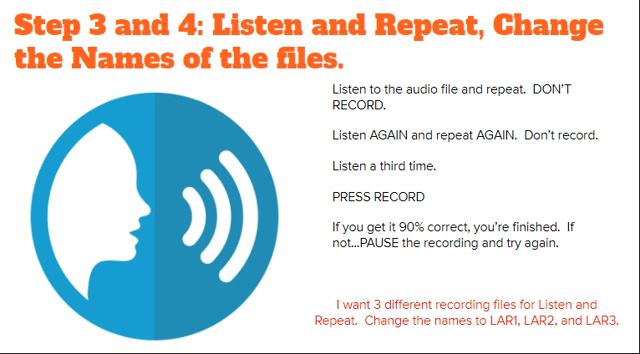 Step 3 and 4: Listen and Repeat, Change
the Names of the files.
Listen to the audio file and repeat.  DON'T
RECORD.
Listen AGAIN and repeat AGAIN.  Don't record.
Listen a third time.
PRESS RECORD
If you get it 90% correct, you're finished.  If
not...PAUSE the recording and try again.
I want 3 different recording files for Listen and
Repeat.  Change the names to LAR1, LAR2, and LAR3.